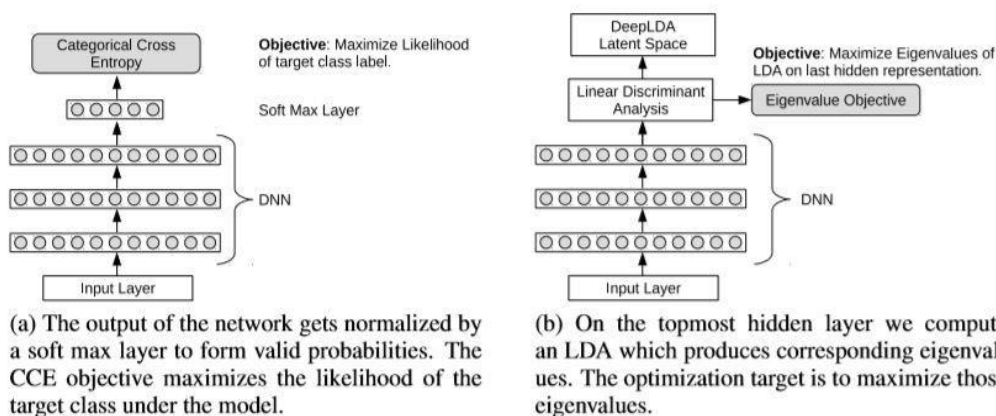 Categorical Cross
Entropy
Objective: Maximize Likelihood
of target class label.
Soft Max Layer
DNN
Input Layer
(a) The output of the network gets normalized by
a soft max layer to form valid probabilities. The
CCE objective maximizes the likelihood of the
target class under the model.
DeepLDA
Latent Space
Objective: Maximize Eigenvalues of
LDA on last hidden representation.
Linear Discriminant
Analysis
Eigenvalue Objective
DNN
Input Layer
(b) On the topmost hidden layer we comput
an LDA which produces corresponding eigenval
ues. The optimization target is to maximize thos
eigenvalues.